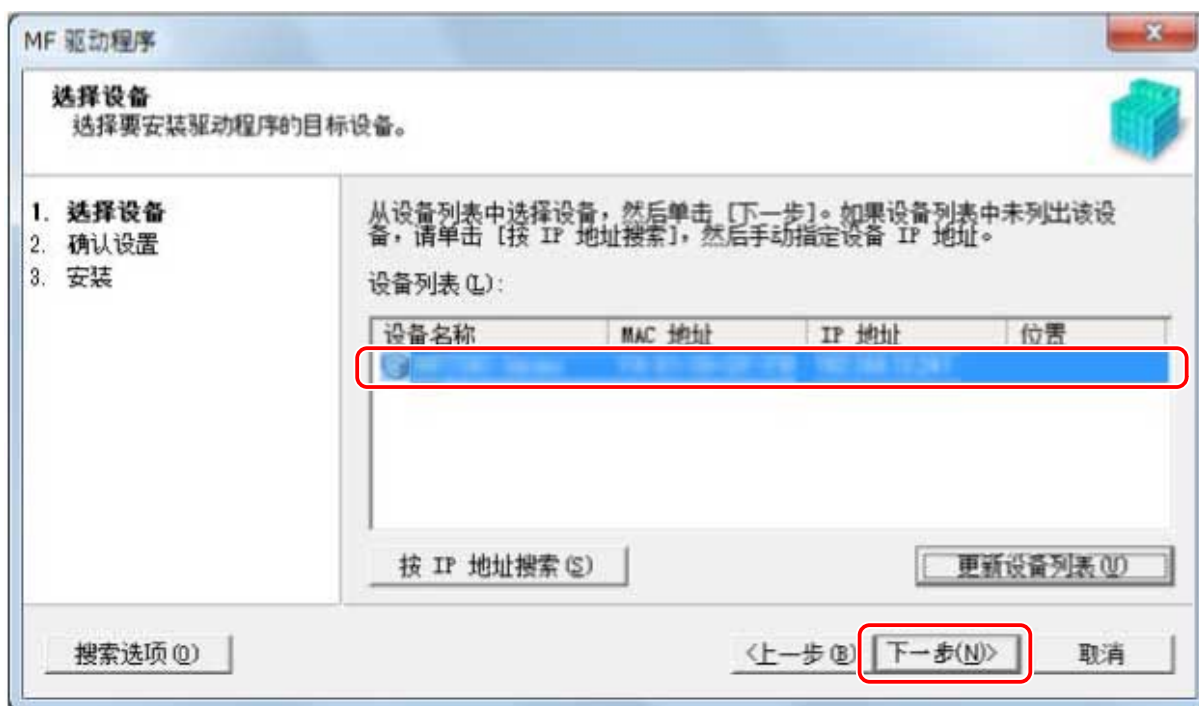 MF 驱动程序
选择设备
选择要安装驱动程序的目标设备。
1. 选择设备
2. 确认设置
3. 安装
从设备列表中选择设备，然后单击 [下一步]。如果设备列表中未列出该设
备，请单击 [按 IP 地址搜索]，然后手动指定设备 IP 地址。
设备列表(L):
设备名称 MAC 地址 IP 地址 位置
按 IP 地址搜索(S) 更新设备列表(U)
搜索选项(O) <上一步(B) 下一步(N)> 取消